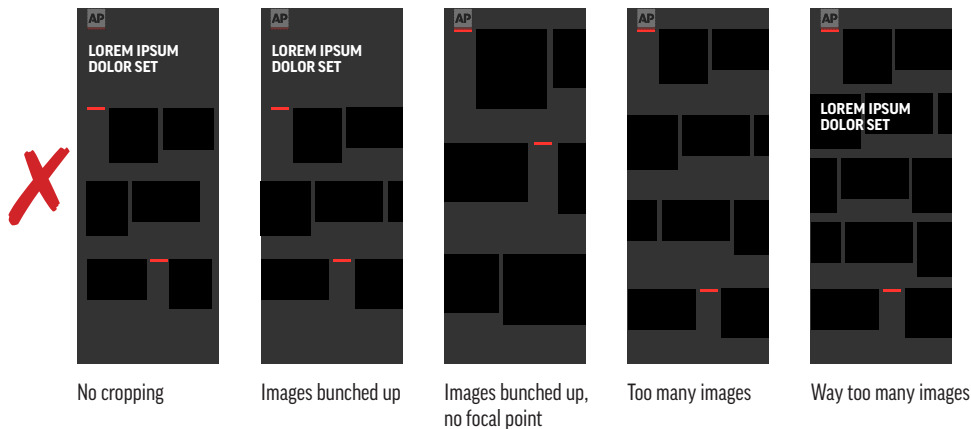 AP
LOREM IPSUM
DOLOR SET
AP
LOREM IPSUM
DOLOR SET
AP
AP
AP
LOREM IPSUM
DOLOR SET
No cropping
Images bunched up
Images bunched up,
no focal point
Too many images
Way too many images